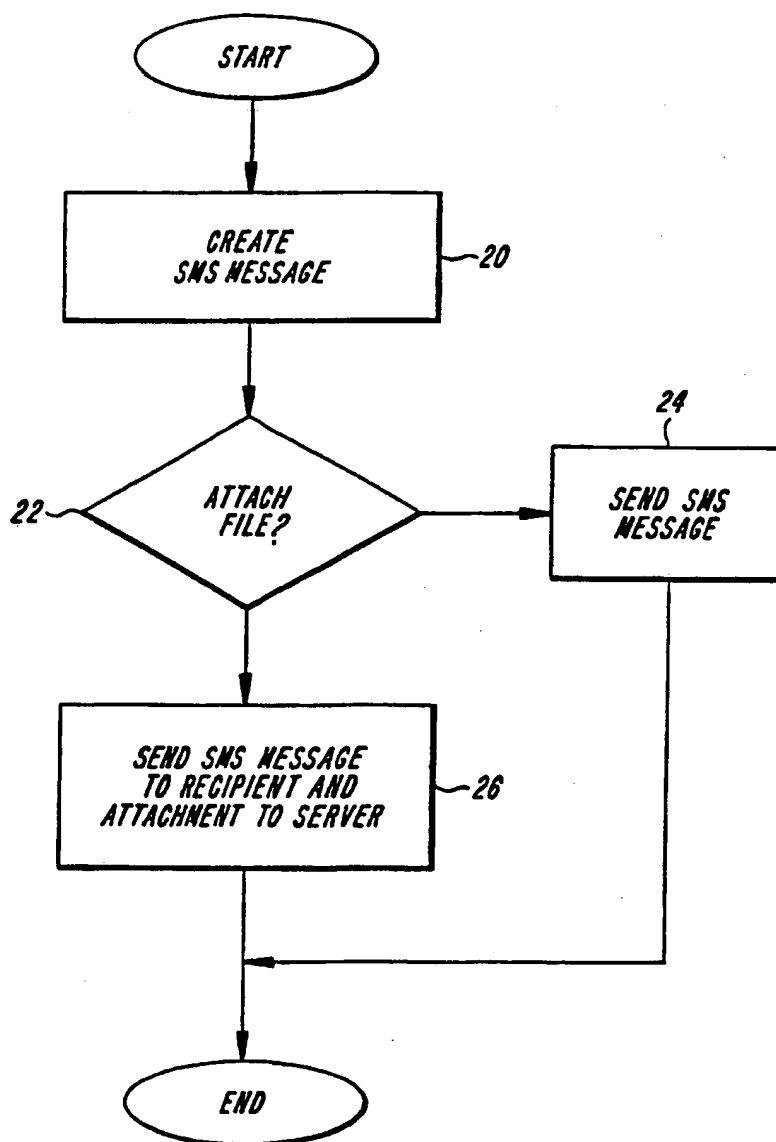 START
CREATE
SMS MESSAGE
20
22
ATTACH
FILE?
24
SEND SMS
MESSAGE
SEND SMS MESSAGE
TO RECIPIENT AND
ATTACHMENT TO SERVER
26
END